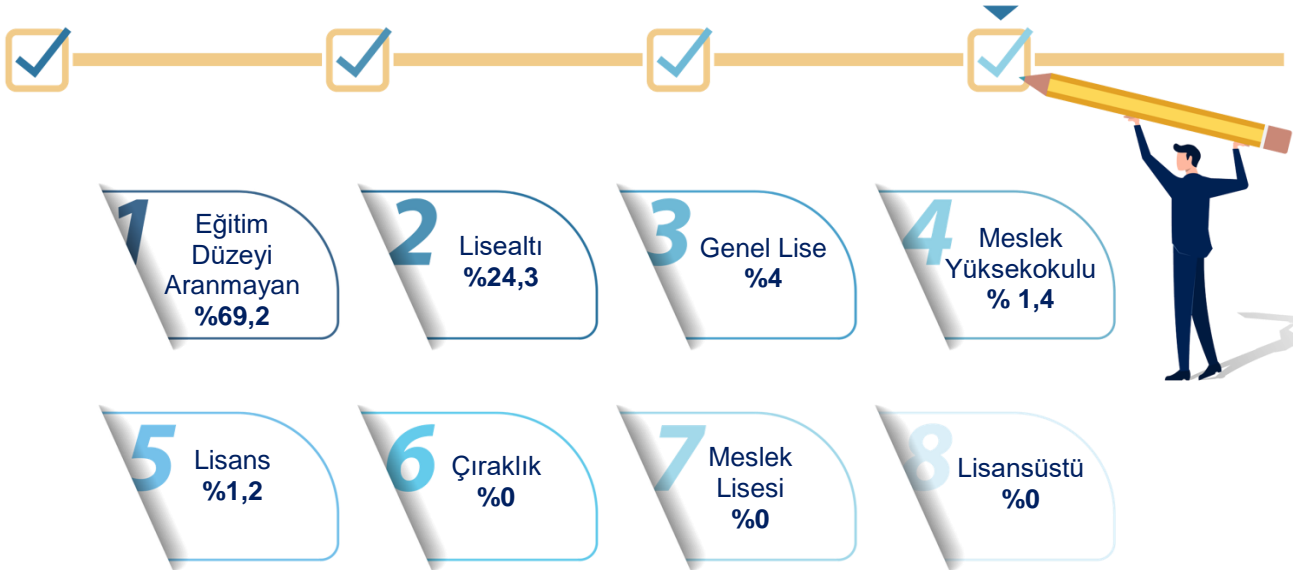 1
Eğitim
Düzeyi
Aranmayan
%69,2
2
Lisealtı
%24,3
3
Genel Lise
%4
4
Meslek
Yüksekokulu
% 1,4
5
Lisans
%1,2
6
Çıraklık
%0
7
Meslek
Lisesi
%0
8
Lisansüstü
%0